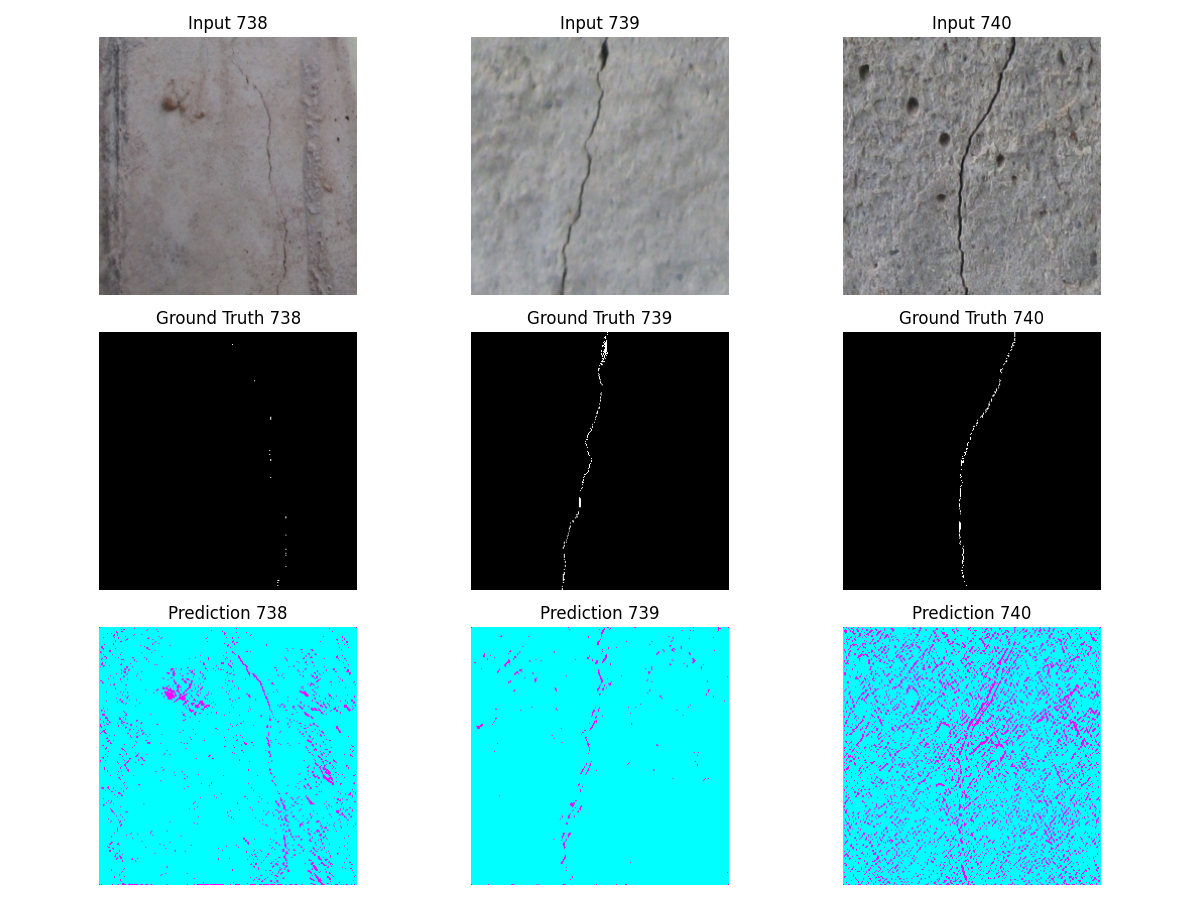 Input 738
Input 739
Input 740
Ground Truth 738
Ground Truth 739
Ground Truth 740
Prediction 738
Prediction 739
Prediction 740